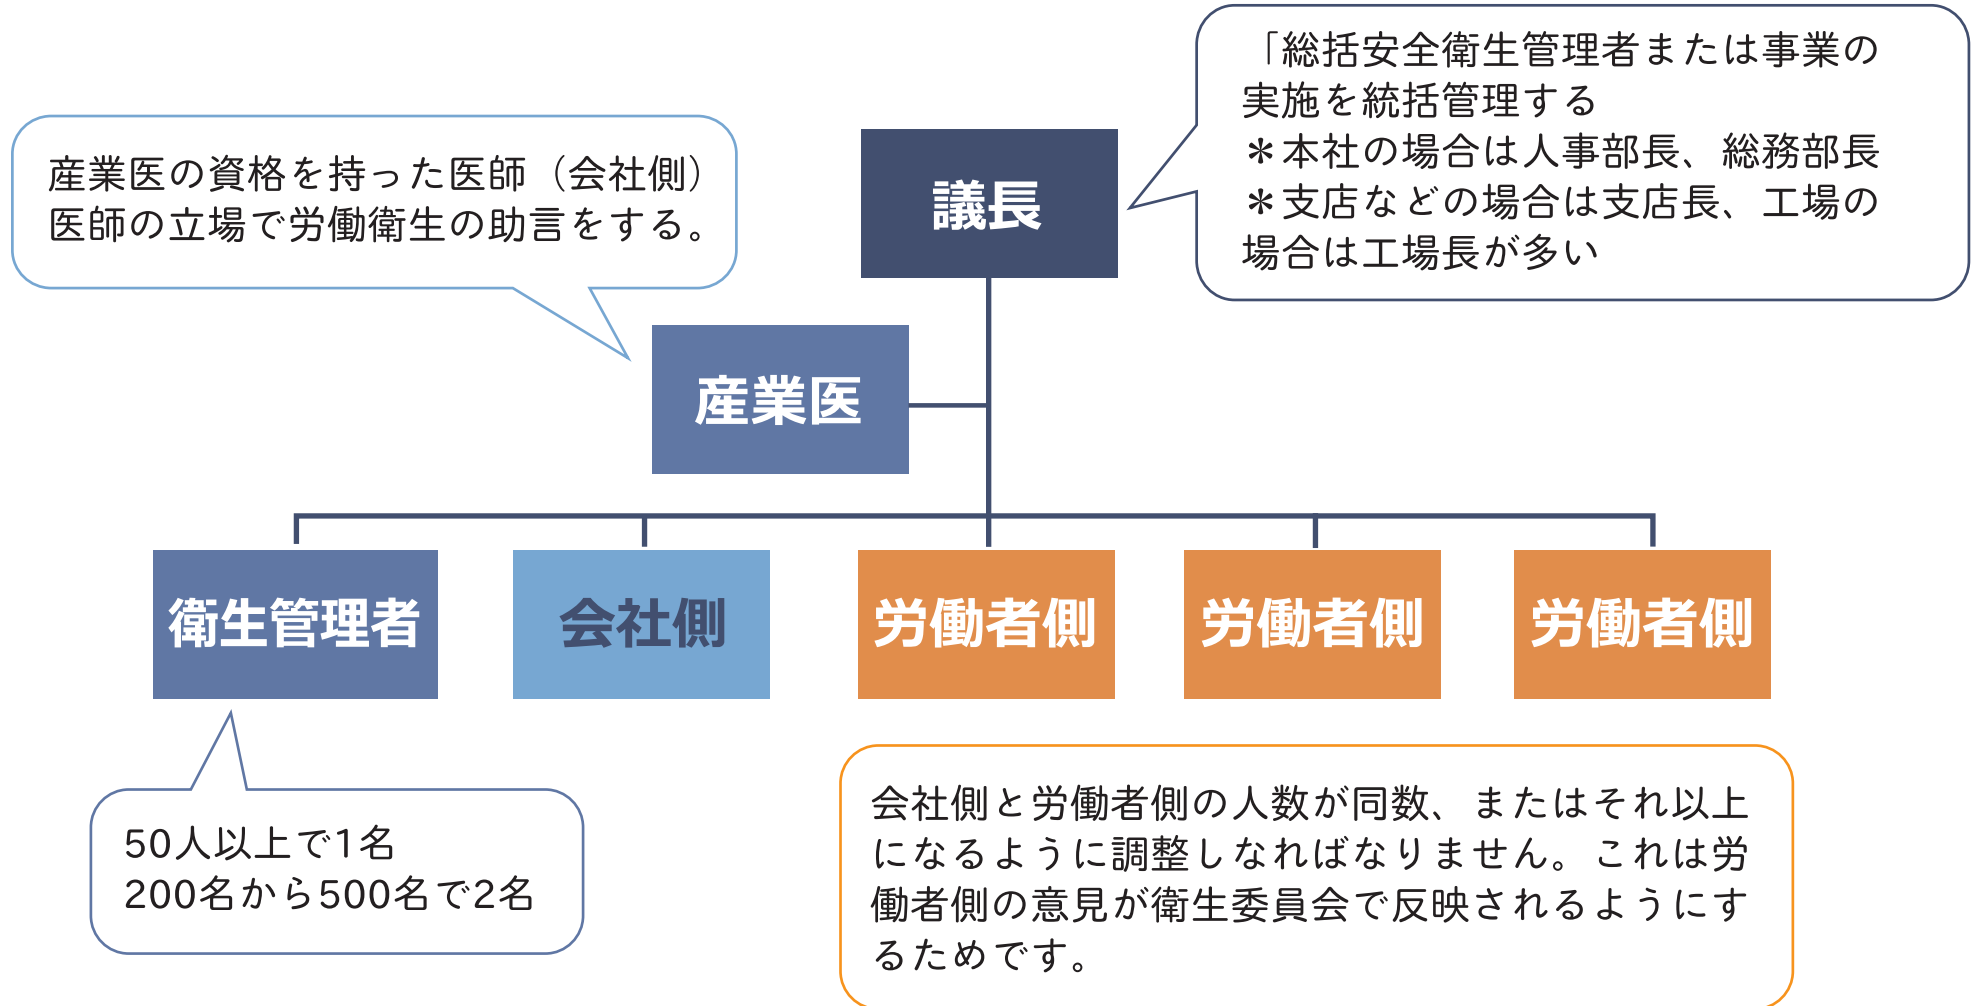 「総括安全衛生管理者または事業の
実施を統括管理する
＊本社の場合は人事部長、総務部長
＊支店などの場合は支店長、工場の
場合は工場長が多い
産業医の資格を持った医師（会社側）
医師の立場で労働衛生の助言をする。
議長
産業医
衛生管理者
会社側
労働者側
労働者側
労働者側
50人以上で1名
200名から500名で2名
会社側と労働者側の人数が同数、またはそれ以上
になるように調整しなればなりません。これは労
働者側の意見が衛生委員会で反映されるようにす
るためです。